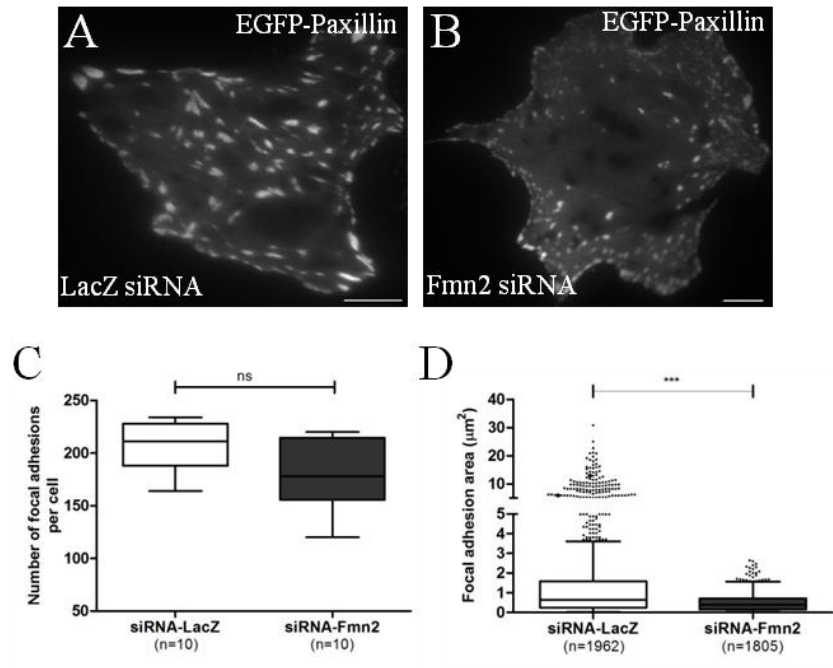 A
EGFP-Paxillin
LacZ siRNA
B
EGFP-Paxillin
Fmn2 siRNA
C
ns
Number of focal adhesions
per cell
250
200
150
100
50
siRNA-LacZ
(n=10)
siRNA-Fmn2
(n=10)
D
***
Focal adhesion area (µm²)
40
30
20
10
5
4
3
2
1
0
siRNA-LacZ
(n=1962)
siRNA-Fmn2
(n=1805)